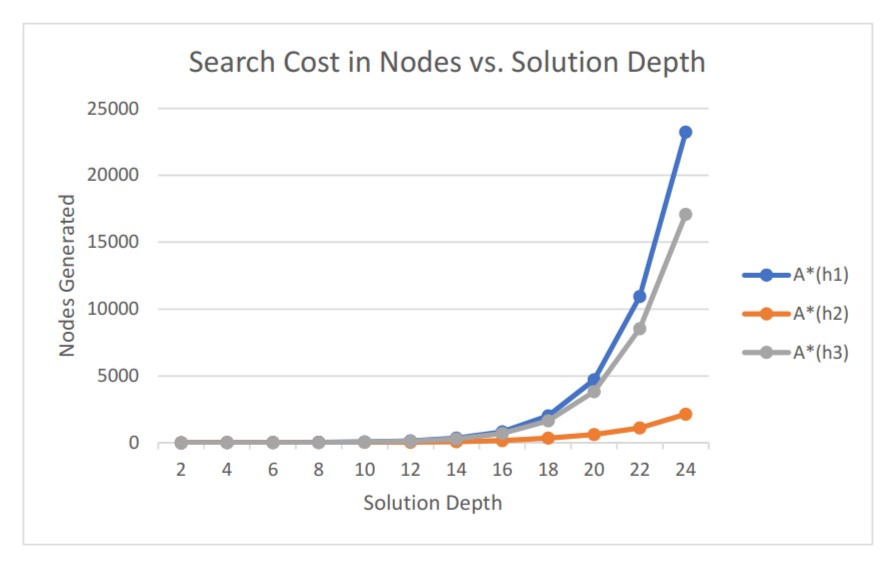 Search Cost in Nodes vs. Solution Depth
25000
20000
15000
10000
5000
0
Nodes Generated
2 4 6 8 10 12 14 16 18 20 22 24
Solution Depth
A*(h1)
A*(h2)
A*(h3)